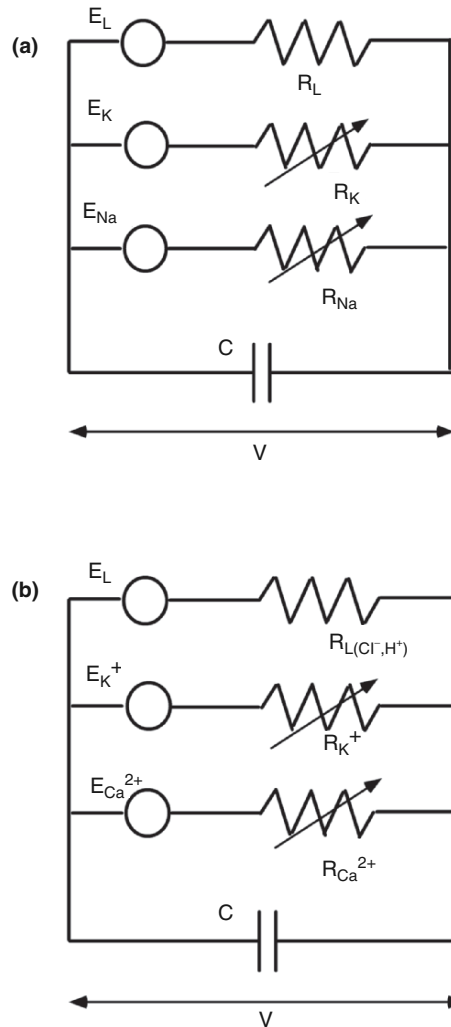 (a)
E_L
R_L
E_K
R_K
E_Na
R_Na
C
V
(b)
E_L
R_L(Cl⁻,H⁺)
E_K⁺
R_K⁺
E_Ca²⁺
R_Ca²⁺
C
V